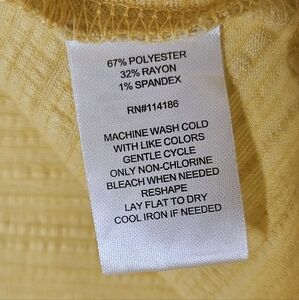 67% POLYESTER
32% RAYON
1% SPANDEX
RN#114186
MACHINE WASH COLD
WITH LIKE COLORS
GENTLE CYCLE
ONLY NON-CHLORINE
BLEACH WHEN NEEDED
RESHAPE
LAY FLAT TO DRY
COOL IRON IF NEEDED